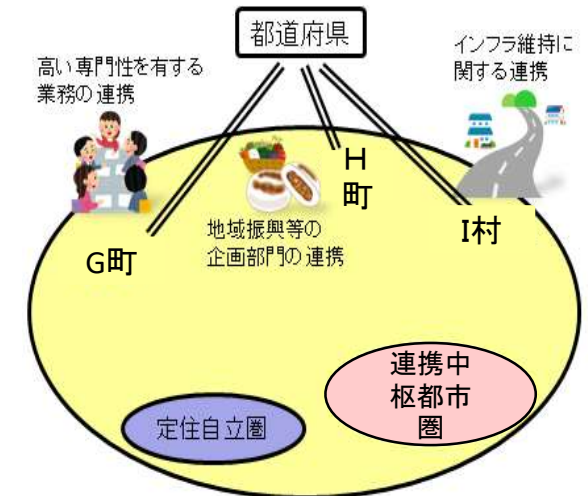 都道府県
高い専門性を有する
業務の連携
インフラ維持に
関する連携
H
町
地域振興等の
企画部門の連携
G町
I村
連携中
枢都市
圏
定住自立圏